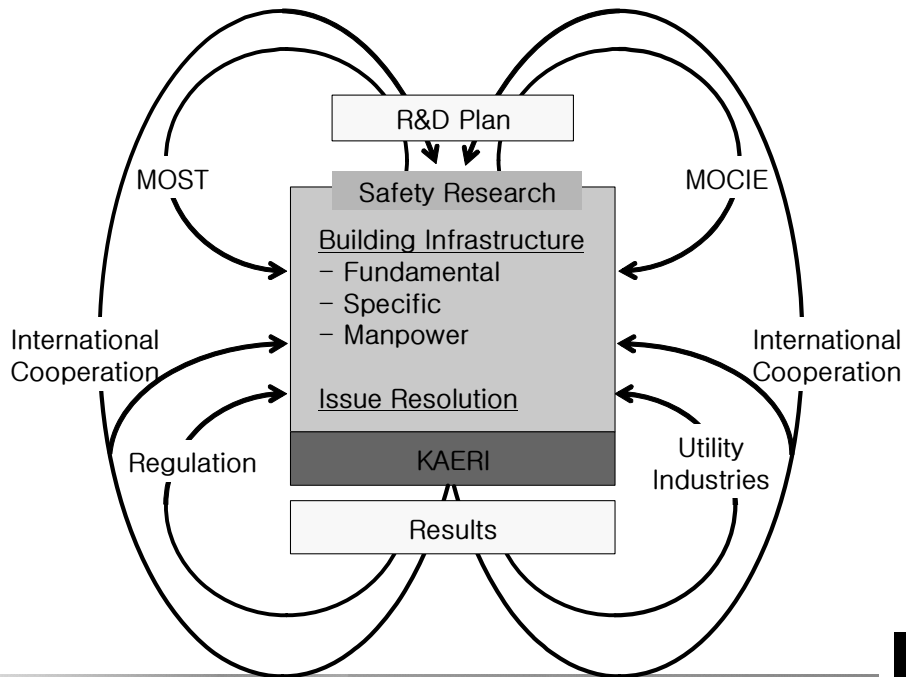 R&D Plan
MOST
MOCIE
Safety Research
Building Infrastructure
– Fundamental
– Specific
– Manpower
International
Cooperation
International
Cooperation
Issue Resolution
Regulation
KAERI
Utility
Industries
Results